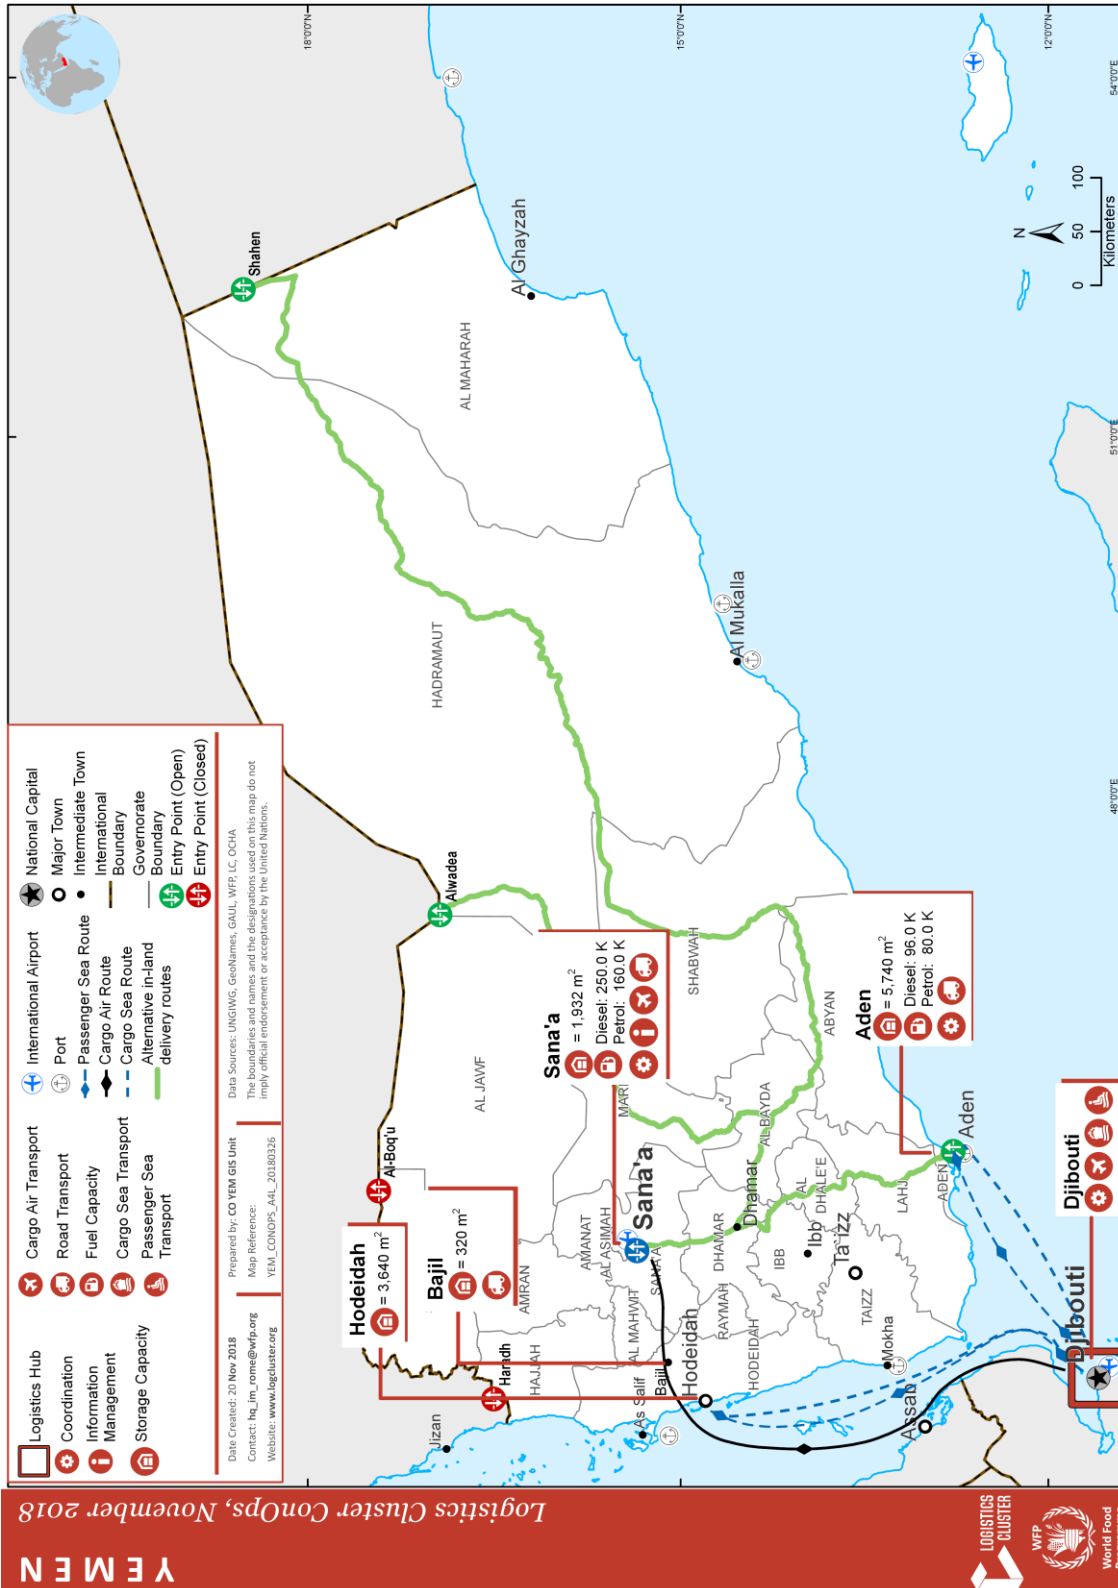 YEMEN
Logistics Cluster ConOps, November 2018
LOGISTICS
CLUSTER
WFP
World Food
Logistics Hub
Coordination
Information
Management
Storage Capacity
Cargo Air Transport
Road Transport
Fuel Capacity
Cargo Sea Transport
Passenger Sea
Transport
International Airport
Port
Passenger Sea Route
Cargo Air Route
Cargo Sea Route
Alternative in-land
delivery routes
National Capital
Major Town
Intermediate Town
International
Boundary
Governorate
Boundary
Entry Point (Open)
Entry Point (Closed)
Date Created: 20 Nov 2018
Contact: hq_im_rome@wfp.org
Website: www.logcluster.org
Prepared by: CO YEM GIS Unit
Map Reference:
YEM_CONOPS_A4L_20180326
Data Sources: UNGIWG, GeoNames, GAUL, WFP, LC, OCHA
The boundaries and names and the designations used on this map do not
imply official endorsement or acceptance by the United Nations.
Hodeidah
= 3,640 m²
Bajil
= 320 m²
Sana'a
= 1,932 m²
Diesel: 250.0 K
Petrol: 160.0 K
Aden
= 5,740 m²
Diesel: 96.0 K
Petrol: 80.0 K
Djibouti
Jizan
Haradh
Al-Boq'u
Alwadea
Shahen
HAJJAH
AMRAN
AL JAWF
HADRAMAUT
AL MAHARAH
Al Ghayzah
As Salif
Bajil
AL MAHWIT
AMANAT
AL ASIMAH
SANA'A
Sana'a
MARI
SHABWAH
Al Mukalla
Hodeidah
HODEIDAH
RAYMAH
DHAMAR
Dhamar
AL BAYDA
IBB
Ibb
AL
DHALE'E
ABYAN
TAIZZ
Ta'izz
LAHJ
ADEN
Aden
Mokha
Assab
Djibouti
18°0'0"N
15°0'0"N
12°0'0"N
48°0'0"E
51°0'0"E
54°0'0"E
N
0 50 100
Kilometers